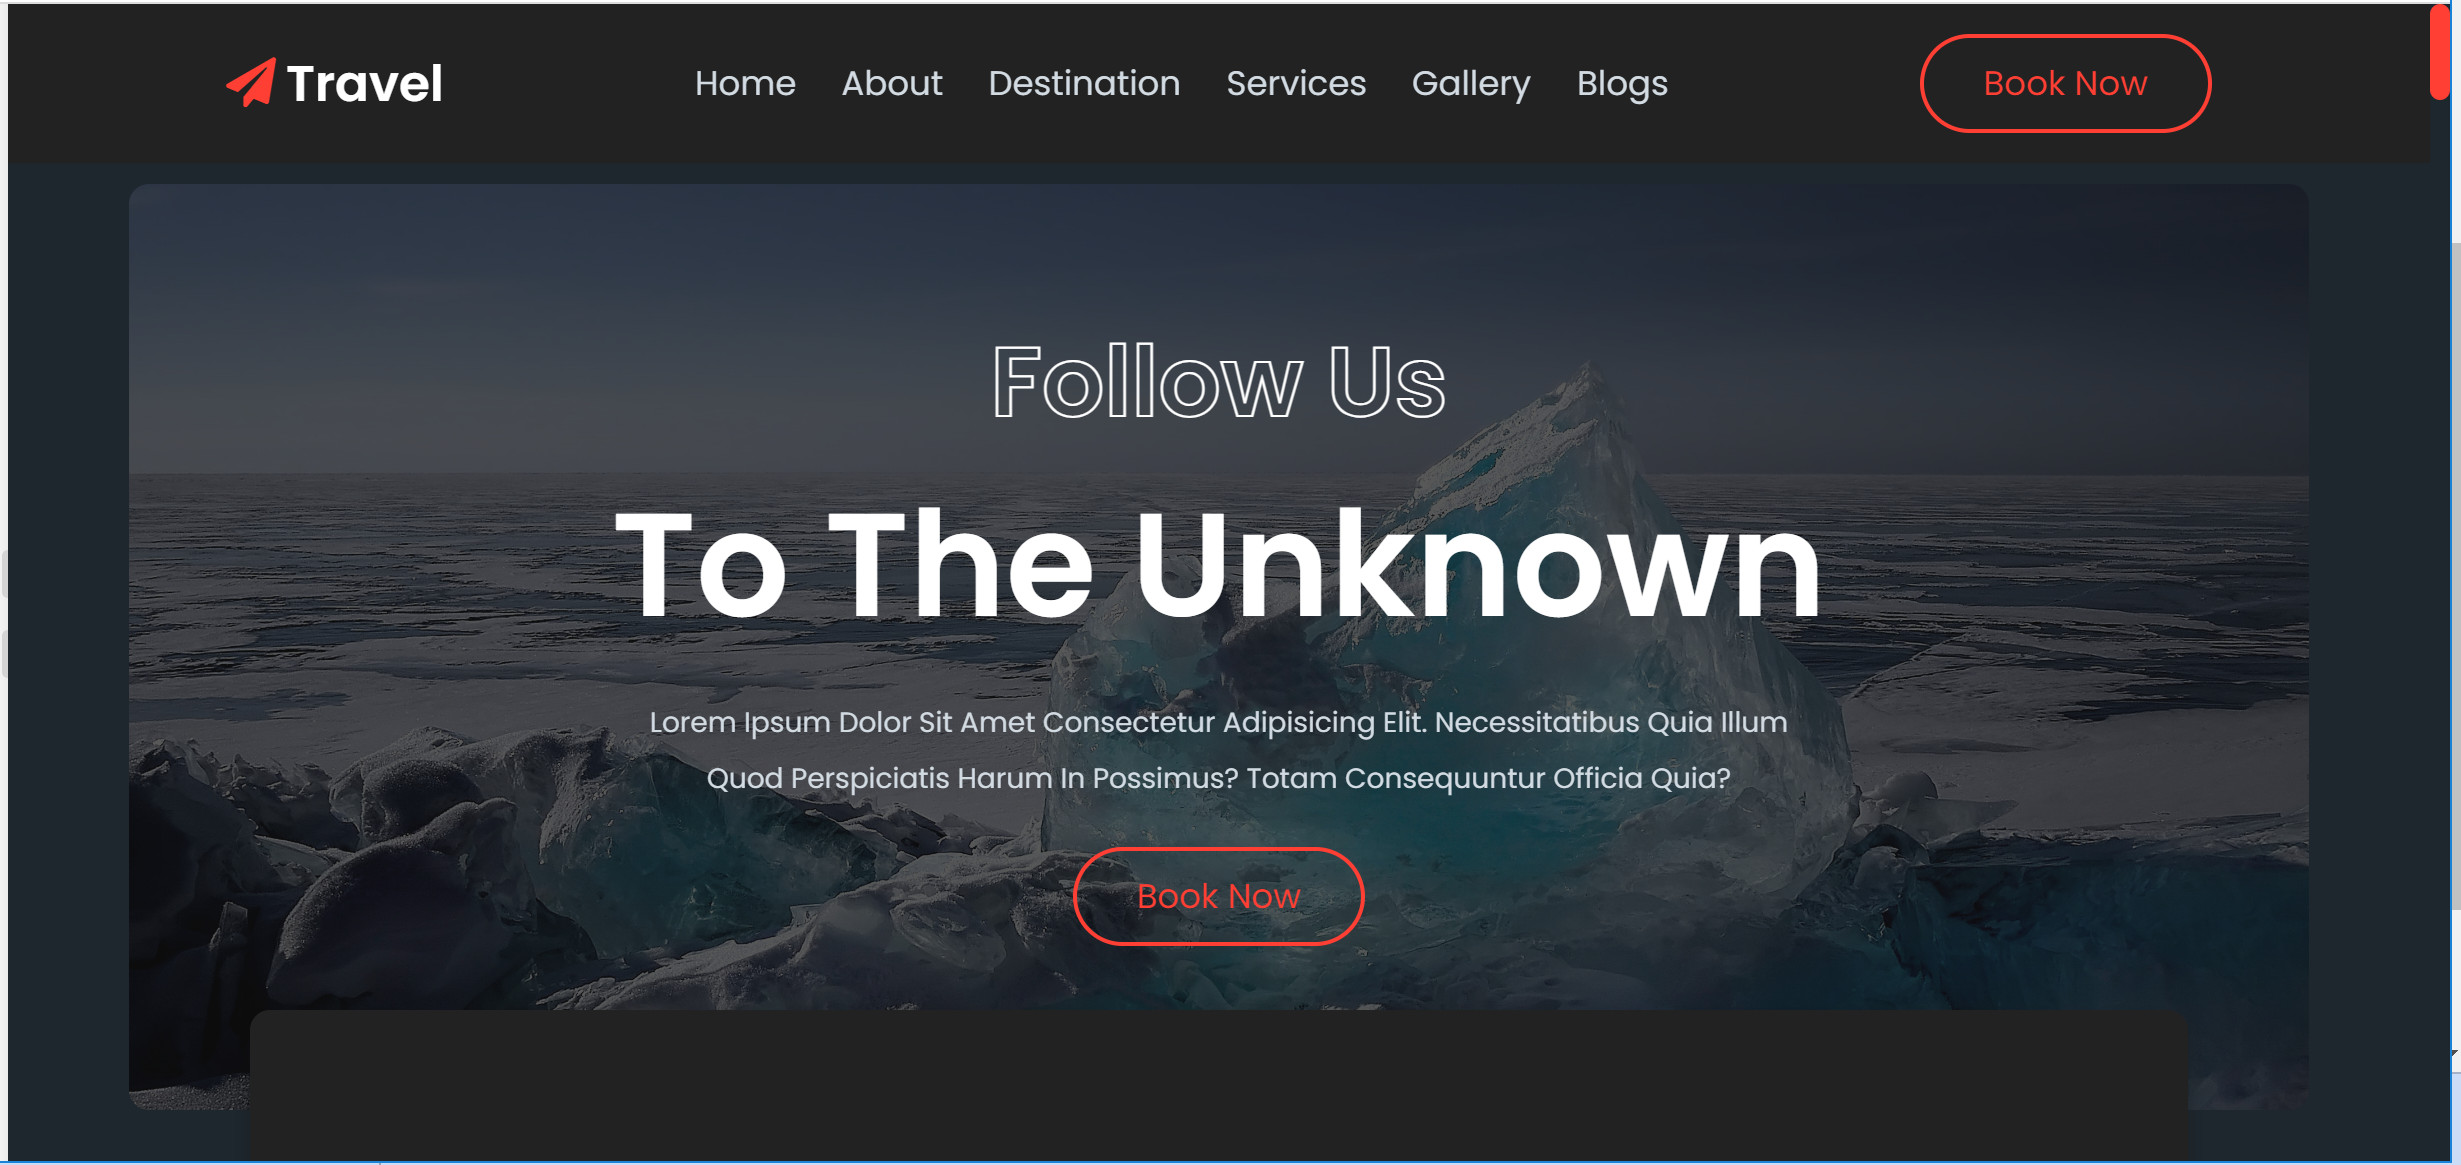 Travel
Home About Destination Services Gallery Blogs
Book Now
Follow Us
To The Unknown
Lorem Ipsum Dolor Sit Amet Consectetur Adipisicing Elit. Necessitatibus Quia Illum
Quod Perspiciatis Harum In Possimus? Totam Consequuntur Officia Quia?
Book Now